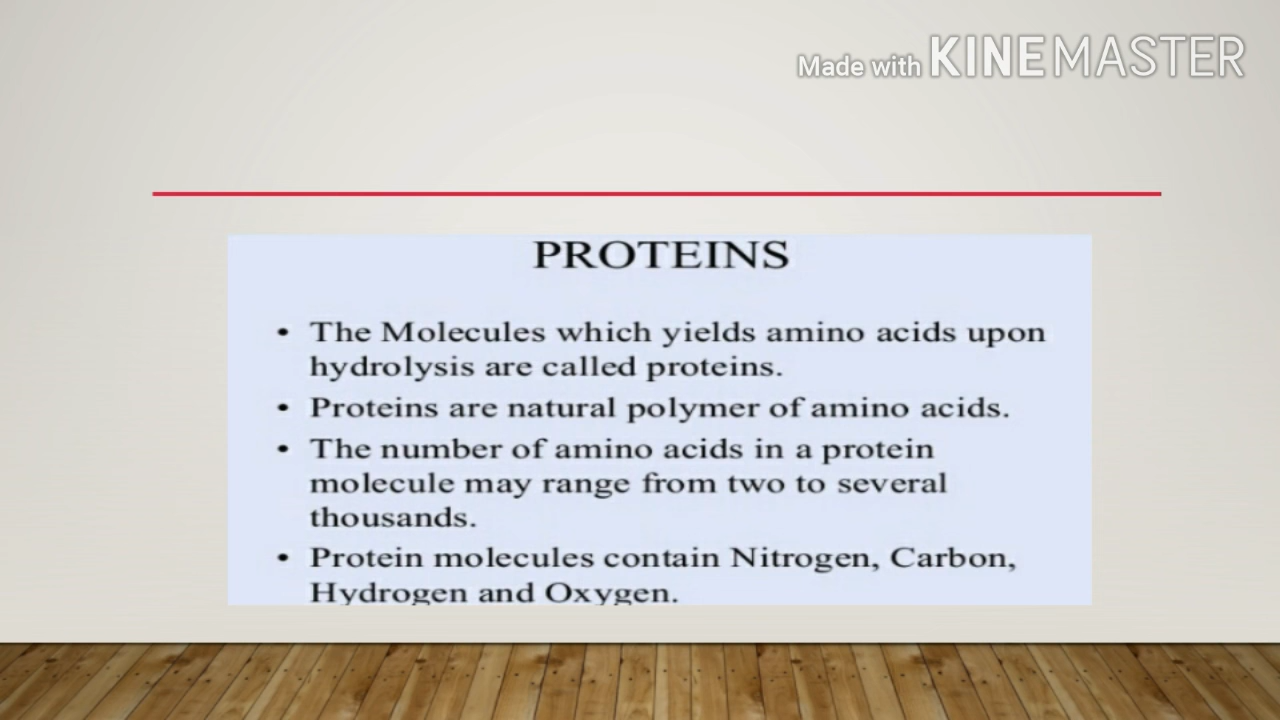 Made with KINEMASTER
PROTEINS
• The Molecules which yields amino acids upon
hydrolysis are called proteins.
• Proteins are natural polymer of amino acids.
• The number of amino acids in a protein
molecule may range from two to several
thousands.
• Protein molecules contain Nitrogen, Carbon,
Hydrogen and Oxygen.